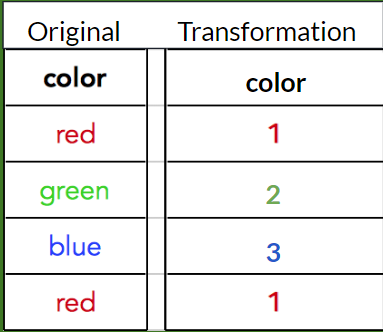 Original Transformation
color color
red 1
green 2
blue 3
red 1